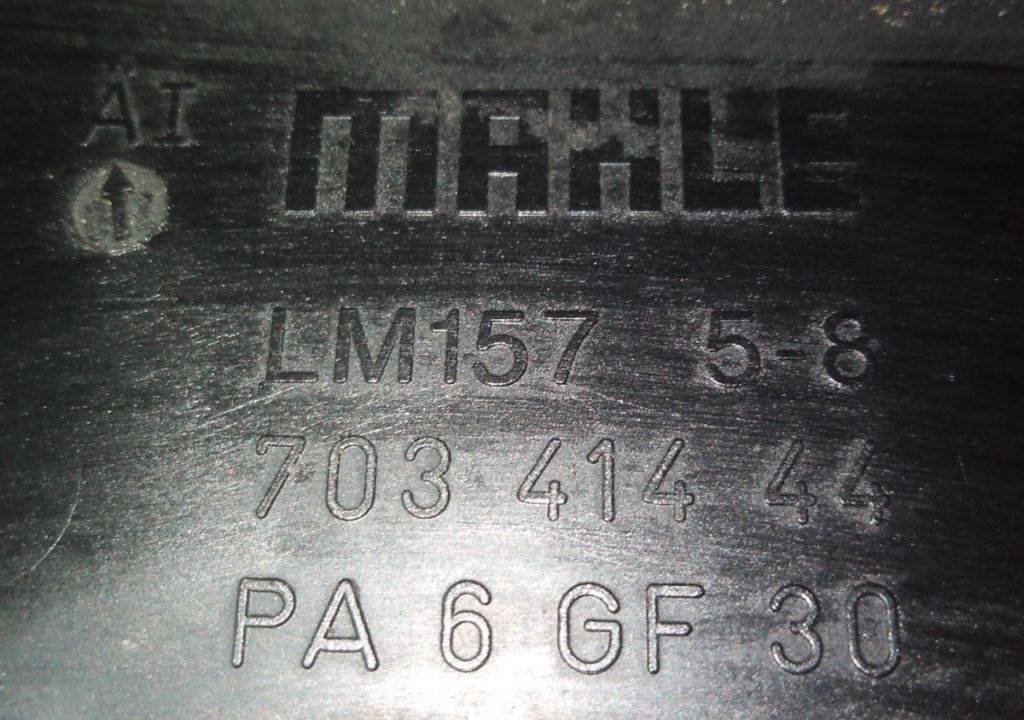 AI
MAHLE
LM157 5-8
703 414 44
PA 6 GF 30